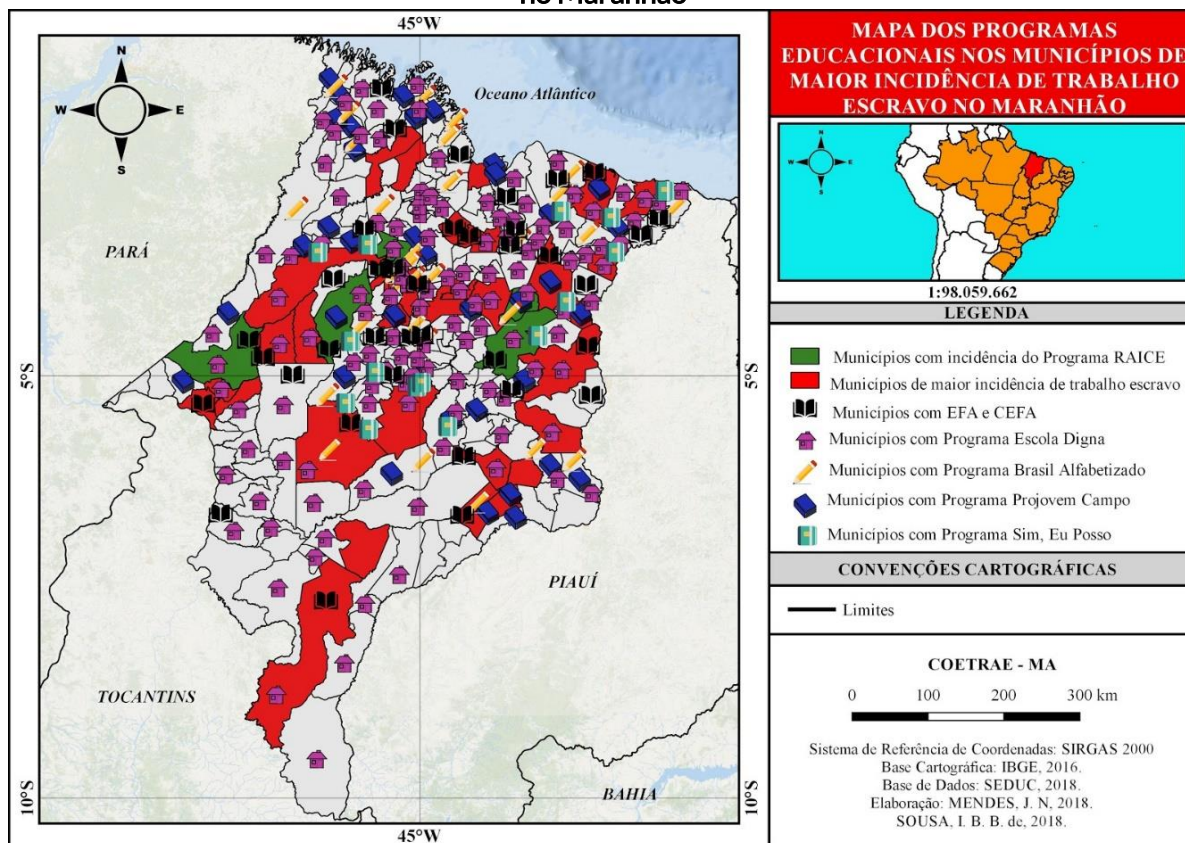 no Maranhão
MAPA DOS PROGRAMAS
EDUCACIONAIS NOS MUNICÍPIOS DE
MAIOR INCIDÊNCIA DE TRABALHO
ESCRAVO NO MARANHÃO
45°W
N
W
E
S
Oceano Atlântico
PARÁ
5°S
5°S
PIAUÍ
TOCANTINS
BAHIA
10°S
10°S
45°W
N
W
E
S
1:98.059.662
LEGENDA
Municípios com incidência do Programa RAICE
Municípios de maior incidência de trabalho escravo
Municípios com EFA e CEFA
Municípios com Programa Escola Digna
Municípios com Programa Brasil Alfabetizado
Municípios com Programa Projovem Campo
Municípios com Programa Sim, Eu Posso
CONVENÇÕES CARTOGRÁFICAS
Limites
COETRAE - MA
0 100 200 300 km
Sistema de Referência de Coordenadas: SIRGAS 2000
Base Cartográfica: IBGE, 2016.
Base de Dados: SEDUC, 2018.
Elaboração: MENDES, J. N, 2018.
SOUSA, I. B. B. de, 2018.